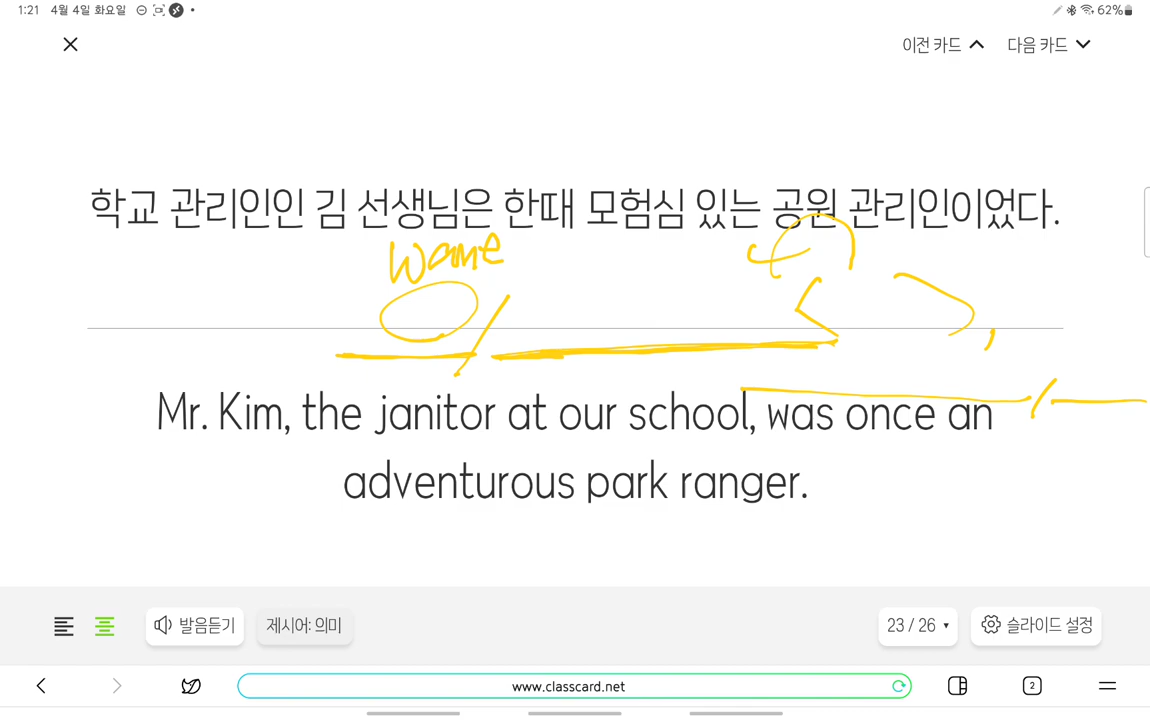 1:21 4월 4일 화요일 62%
이전 카드 다음 카드
학교 관리인인 김 선생님은 한때 모험심 있는 공원 관리인이었다.
Mr. Kim, the janitor at our school, was once an
adventurous park ranger.
발음듣기 제시어: 의미 23 / 26 슬라이드 설정
www.classcard.net 2